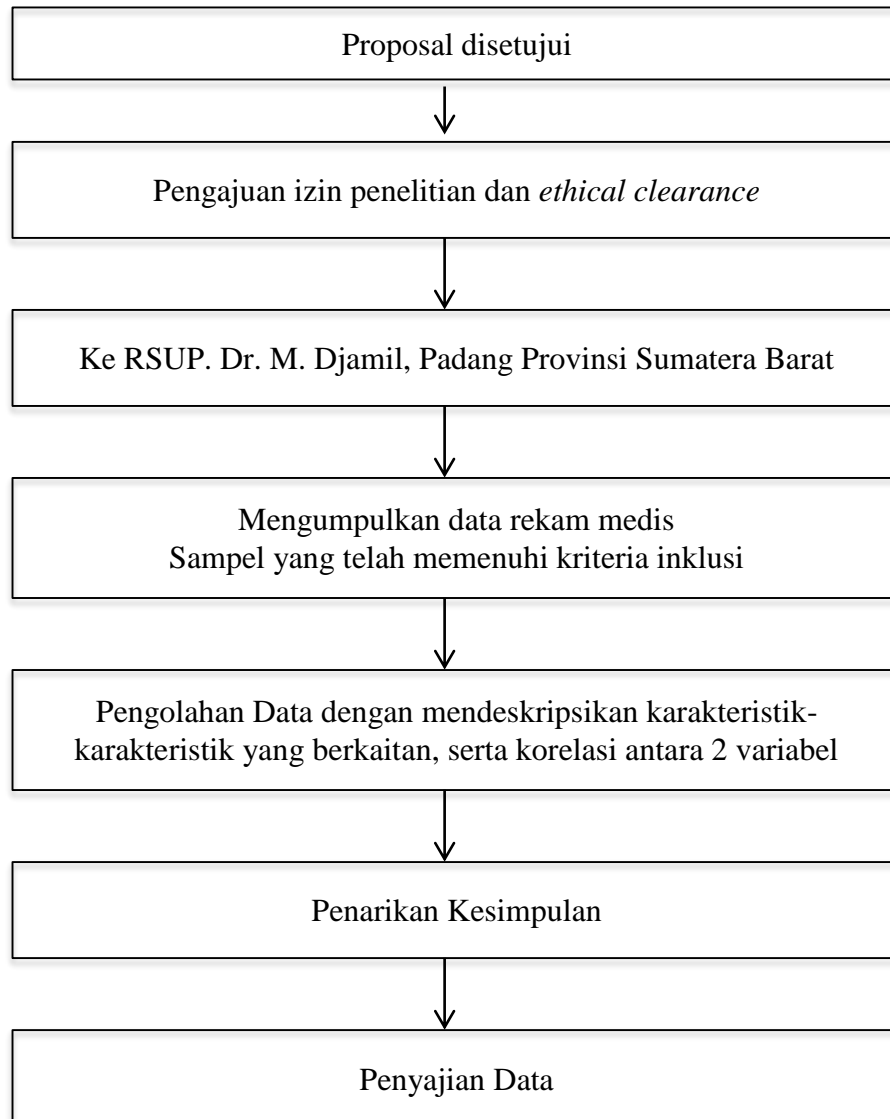 Proposal disetujui
Pengajuan izin penelitian dan ethical clearance
Ke RSUP. Dr. M. Djamil, Padang Provinsi Sumatera Barat
Mengumpulkan data rekam medis
Sampel yang telah memenuhi kriteria inklusi
Pengolahan Data dengan mendeskripsikan karakteristik-
karakteristik yang berkaitan, serta korelasi antara 2 variabel
Penarikan Kesimpulan
Penyajian Data